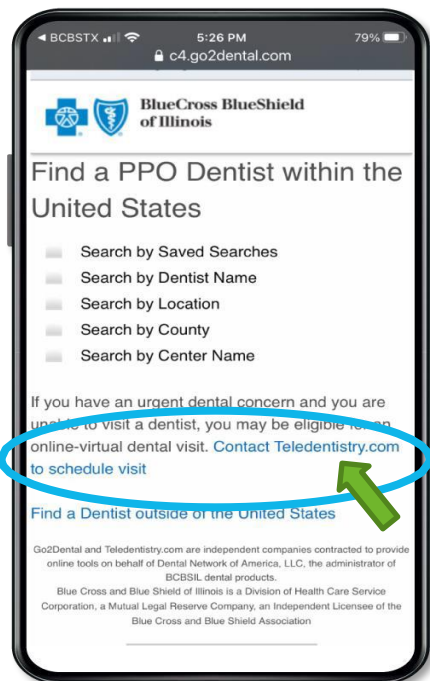 BCBSTX
5:26 PM
79%
c4.go2dental.com
BlueCross BlueShield
of Illinois
Find a PPO Dentist within the
United States
Search by Saved Searches
Search by Dentist Name
Search by Location
Search by County
Search by Center Name
If you have an urgent dental concern and you are
unable to visit a dentist, you may be eligible for an
online-virtual dental visit. Contact Teledentistry.com
to schedule visit
Find a Dentist outside of the United States
Go2Dental and Teledentistry.com are independent companies contracted to provide
online tools on behalf of Dental Network of America, LLC, the administrator of
BCBSIL dental products.
Blue Cross and Blue Shield of Illinois is a Division of Health Care Service
Corporation, a Mutual Legal Reserve Company, an Independent Licensee of the
Blue Cross and Blue Shield Association